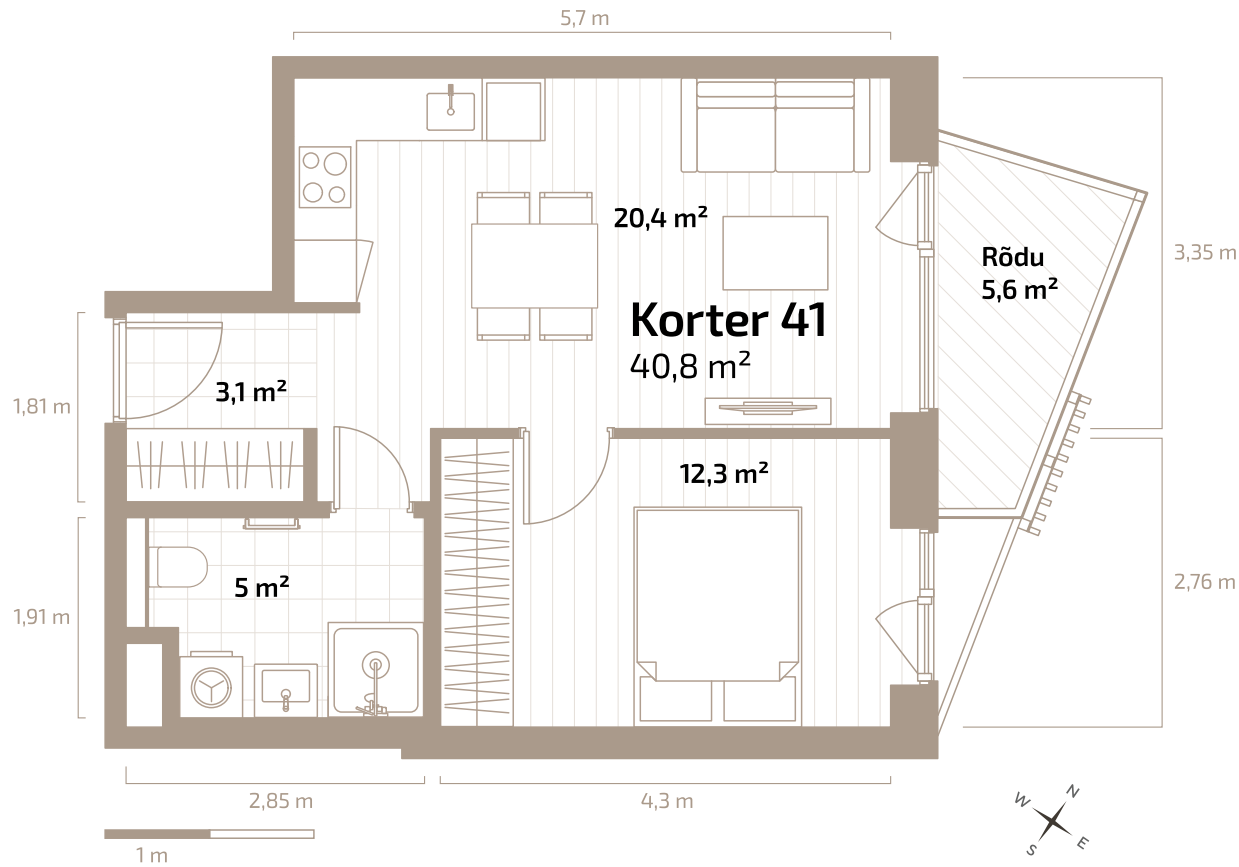 5,7 m
20,4 m²
Rõdu
5,6 m²
3,35 m
Korter 41
40,8 m²
3,1 m²
1,81 m
12,3 m²
5 m²
2,76 m
1,91 m
2,85 m
4,3 m
1 m
N
W
E
S